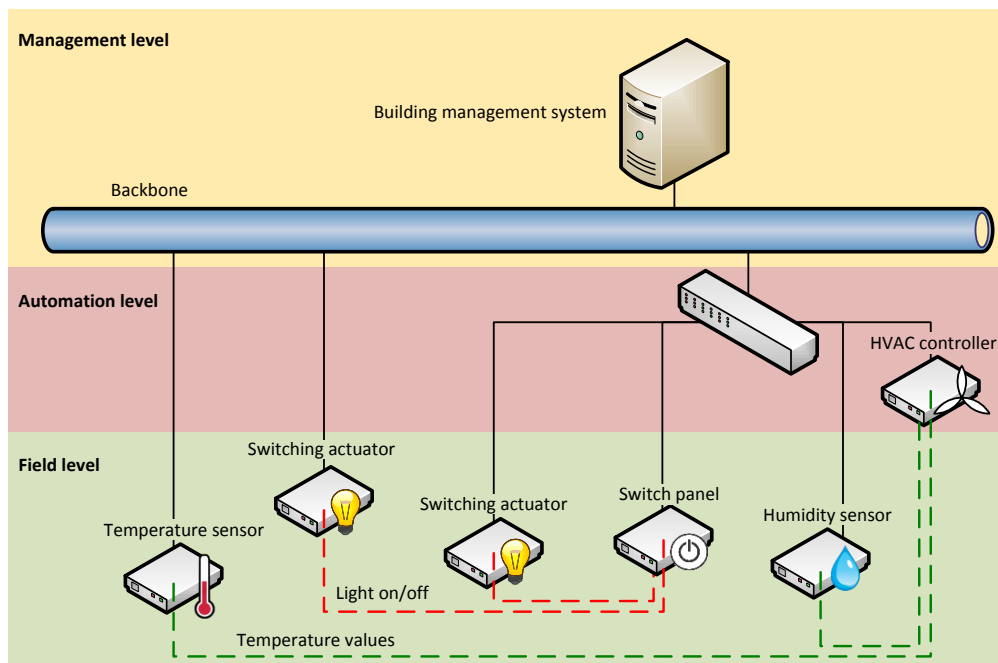 Management level
Building management system
Backbone
Automation level
HVAC controller
Field level
Switching actuator
Switching actuator
Switch panel
Humidity sensor
Temperature sensor
Light on/off
Temperature values